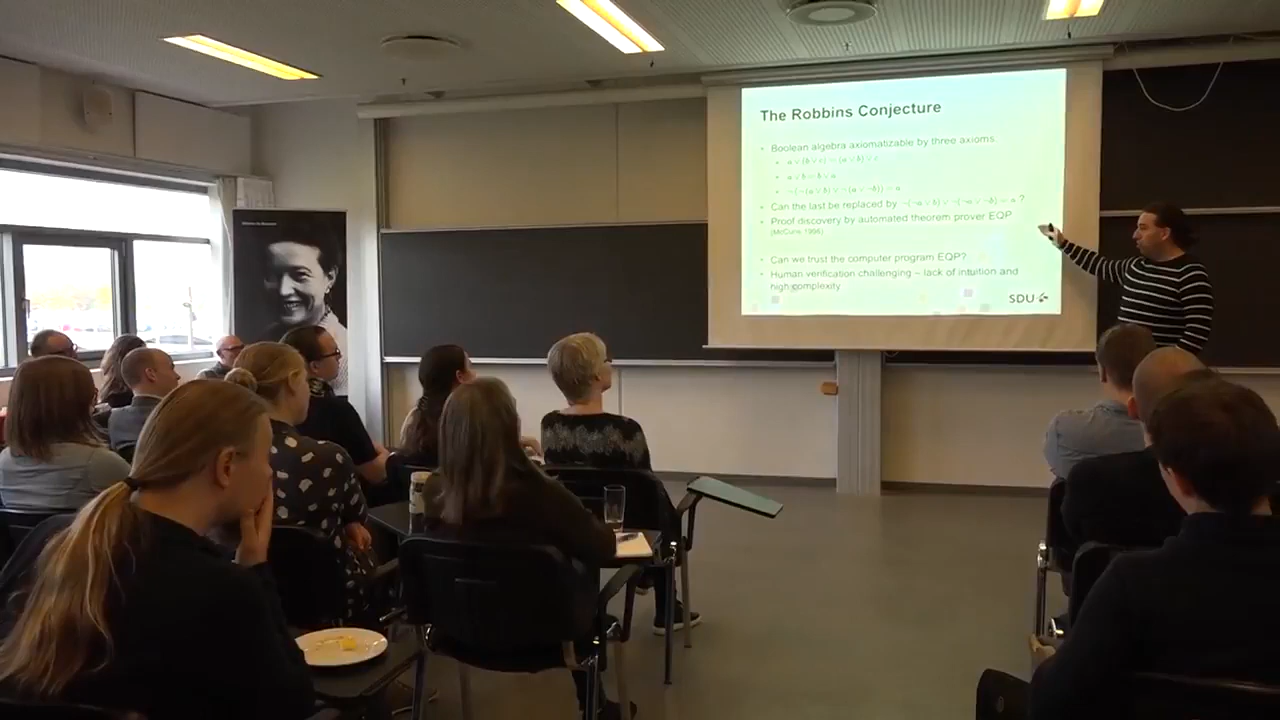 The Robbins Conjecture
Boolean algebra axiomatizable by three axioms
a ∨ (b ∨ c) = (a ∨ b) ∨ c
a ∨ b = b ∨ a
Can the last be replaced by ?
Proof discovery by automated theorem prover EQP
Can we trust the computer program EQP?
Human verification challenging – lack of intuition and
high complexity
SDU